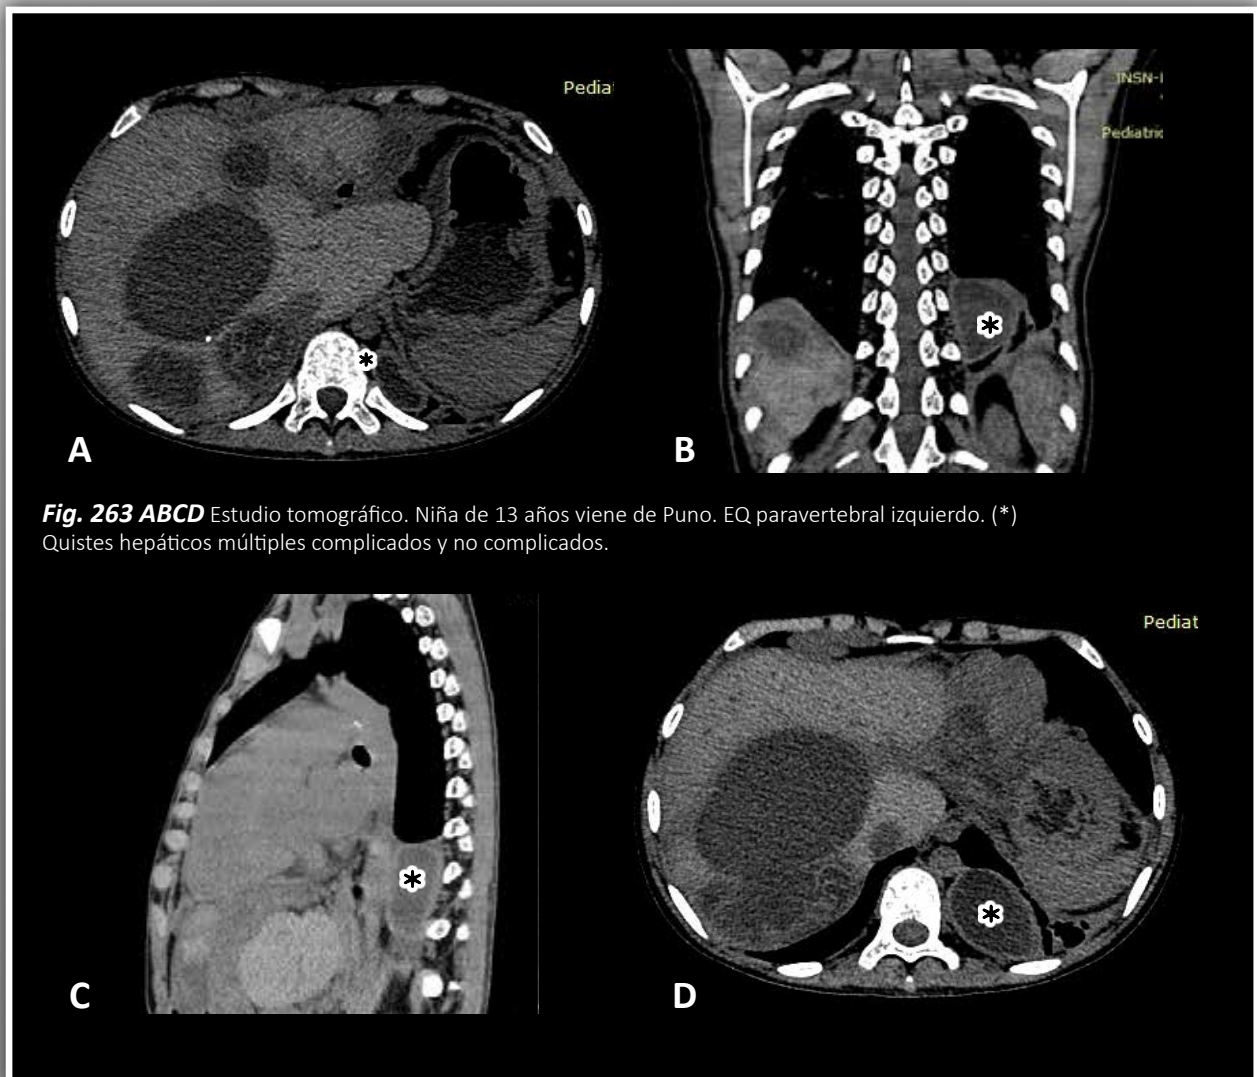 Pediat
INSN-I
Pediatric
A
B
Fig. 263 ABCD Estudio tomográfico. Niña de 13 años viene de Puno. EQ paravertebral izquierdo. (*)
Quistes hepáticos múltiples complicados y no complicados.
Pediat
C
D